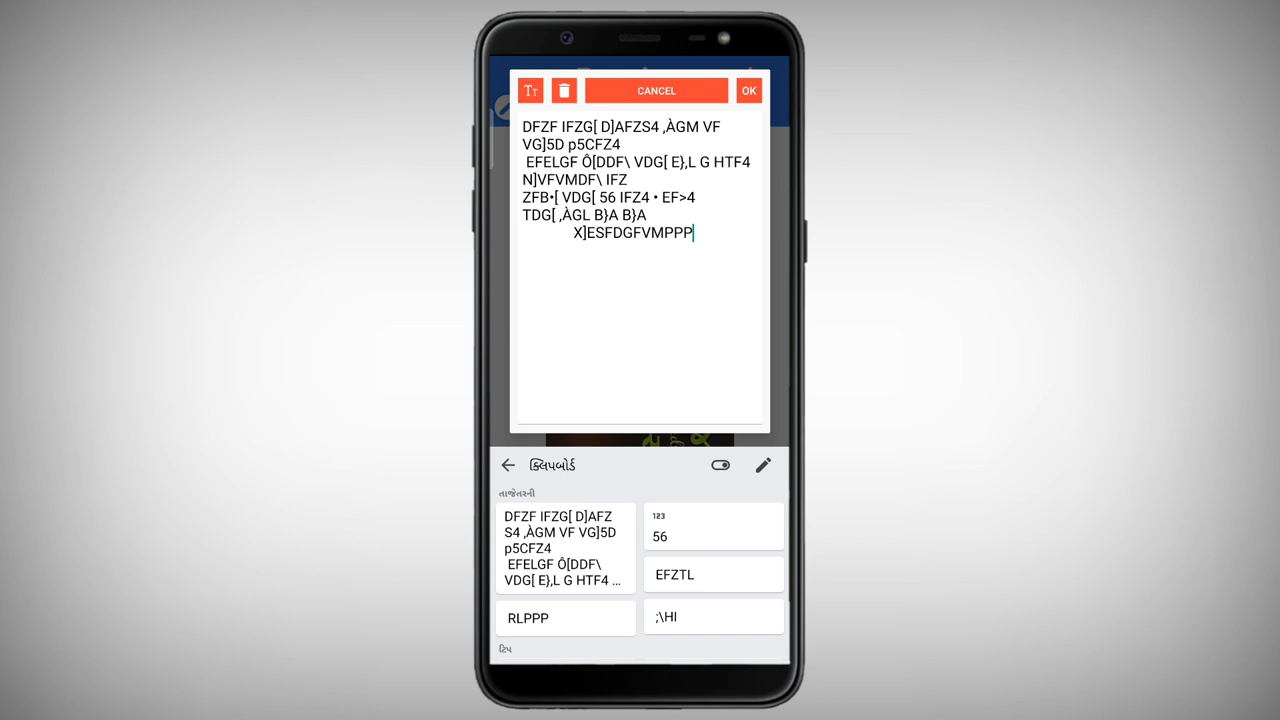 TT
CANCEL
OK
DFZF IFZG[ D]AFZS4 ,ÀGM VF
VG]5D p5CFZ4
EFELGF Ô[DDF\ VDG[ E},L G HTF4
N]VFVMDF\ IFZ
ZFB•[ VDG[ 56 IFZ4 • EF>4
TDG[ ,ÀGL B}A B}A
X]ESFDGFVMPPP
ક્લિપબોર્ડ
તાજેતરની
DFZF IFZG[ D]AFZ
S4 ,ÀGM VF VG]5D
p5CFZ4
EFELGF Ô[DDF\
VDG[ E},L G HTF4 ...
123
56
EFZTL
RLPPP
;\HI
ટિપ